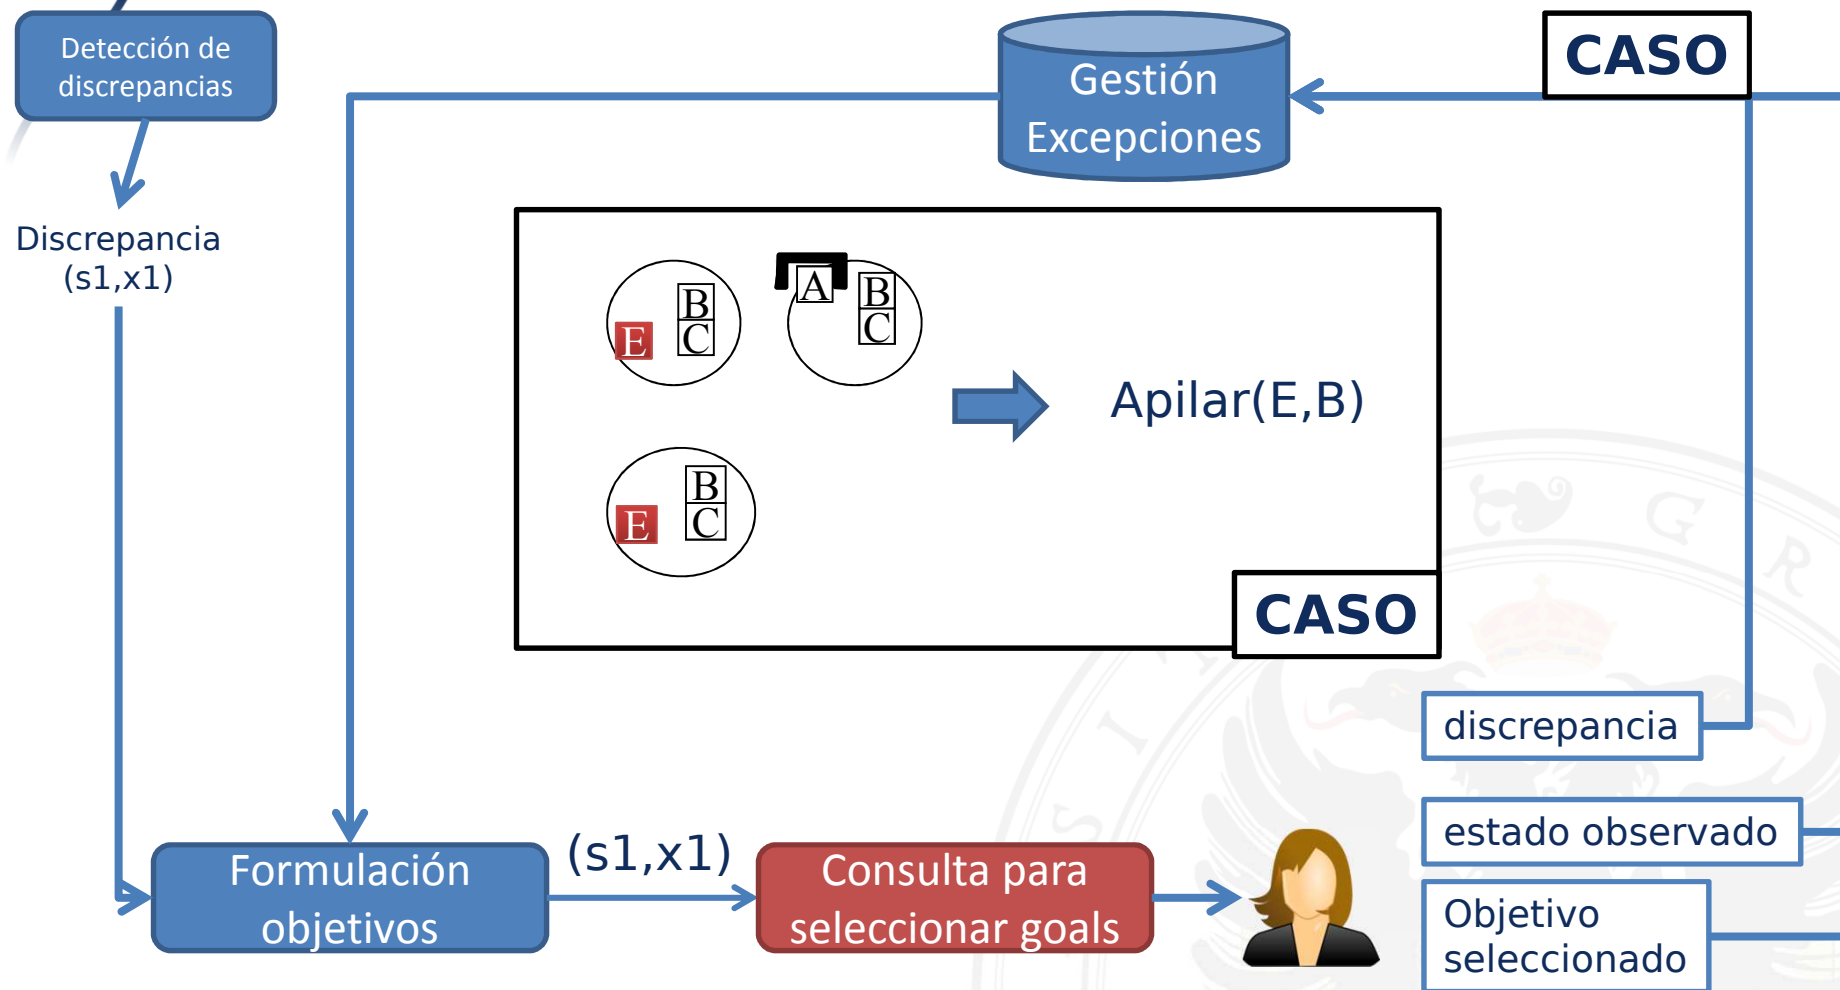 Detección de
discrepancias
Gestión
Excepciones
CASO
Discrepancia
(s1,x1)
B
C
E
A
B
C
Apilar(E,B)
B
C
E
CASO
discrepancia
estado observado
Objetivo
seleccionado
Formulación
objetivos
(s1,x1)
Consulta para
seleccionar goals
S I
G R